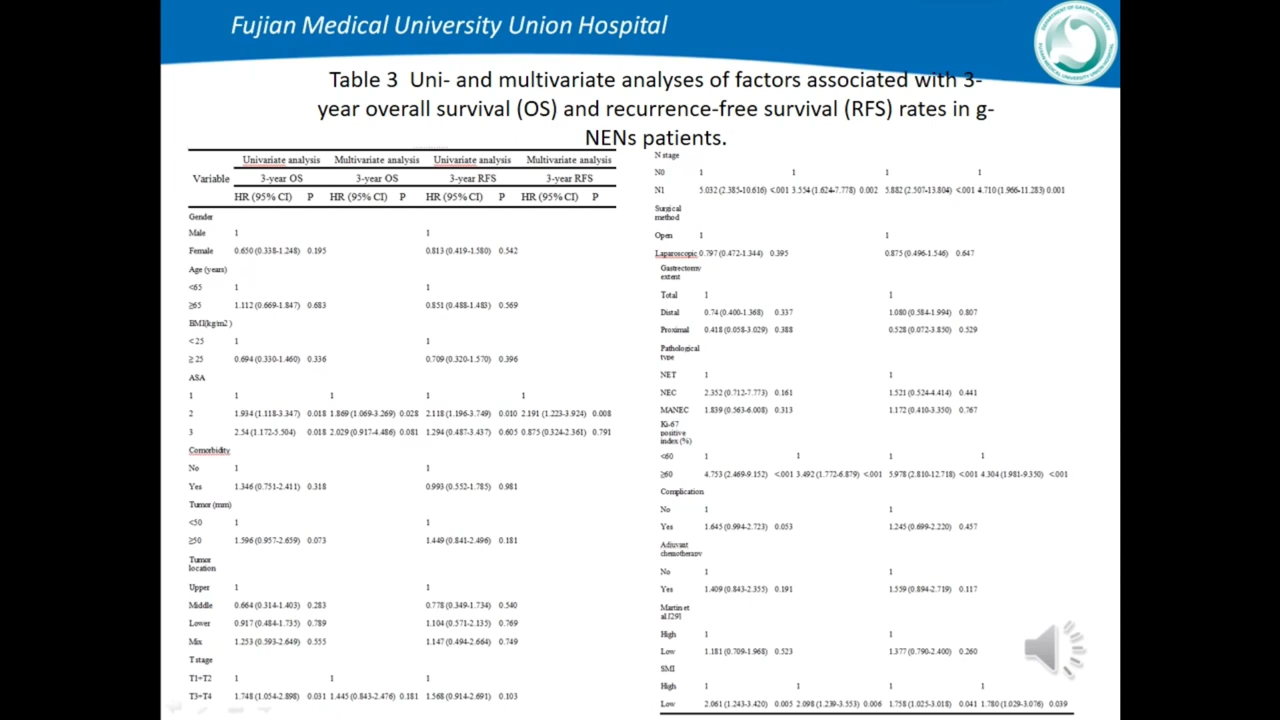 Fujian Medical University Union Hospital
Table 3 Uni- and multivariate analyses of factors associated with 3-
year overall survival (OS) and recurrence-free survival (RFS) rates in g-
NENs patients.
Univariate analysis Multivariate analysis Univariate analysis Multivariate analysis
Variable 3-year OS 3-year OS 3-year RFS 3-year RFS
HR (95% CI) P HR (95% CI) P HR (95% CI) P HR (95% CI) P
Gender
Male 1 1
Female 0.650 (0.338-1.248) 0.195 0.813 (0.419-1.580) 0.542
Age (years)
<65 1 1
≥65 1.112 (0.669-1.847) 0.683 0.851 (0.488-1.483) 0.569
BMI(kg/m2 )
< 25 1 1
≥ 25 0.694 (0.330-1.460) 0.336 0.709 (0.320-1.570) 0.396
ASA
1 1 1 1 1
2 1.934 (1.118-3.347) 0.018 1.869 (1.069-3.269) 0.028 2.118 (1.196-3.749) 0.010 2.191 (1.223-3.924) 0.008
3 2.54 (1.172-5.504) 0.018 2.029 (0.917-4.486) 0.081 1.294 (0.487-3.437) 0.605 0.875 (0.324-2.361) 0.791
Comorbidity
No 1 1
Yes 1.346 (0.751-2.411) 0.318 0.993 (0.552-1.785) 0.981
Tumor (mm)
<50 1 1
≥50 1.596 (0.957-2.659) 0.073 1.449 (0.841-2.496) 0.181
Tumor
location
Upper 1 1
Middle 0.664 (0.314-1.403) 0.283 0.778 (0.349-1.734) 0.540
Lower 0.917 (0.484-1.735) 0.789 1.104 (0.571-2.135) 0.769
Mix 1.253 (0.593-2.649) 0.555 1.147 (0.494-2.664) 0.749
T stage
T1+T2 1 1 1
T3+T4 1.748 (1.054-2.898) 0.031 1.445 (0.843-2.476) 0.181 1.568 (0.914-2.691) 0.103
N stage
N0 1 1 1 1
N1 5.032 (2.385-10.616) <.001 3.554 (1.624-7.778) 0.002 5.882 (2.507-13.804) <.001 4.710 (1.966-11.283) 0.001
Surgical
method
Open 1 1
Laparoscopic 0.797 (0.472-1.344) 0.395 0.875 (0.496-1.546) 0.647
Gastrectomy
extent
Total 1 1
Distal 0.74 (0.400-1.368) 0.337 1.080 (0.584-1.994) 0.807
Proximal 0.418 (0.058-3.029) 0.388 0.528 (0.072-3.850) 0.529
Pathological
type
NET 1 1
NEC 2.352 (0.712-7.773) 0.161 1.521 (0.524-4.414) 0.441
MANEC 1.839 (0.563-6.008) 0.313 1.172 (0.410-3.350) 0.767
Ki-67
positive
index (%)
<60 1 1 1 1
≥60 4.753 (2.469-9.152) <.001 3.492 (1.772-6.879) <.001 5.978 (2.810-12.718) <.001 4.304 (1.981-9.350) <.001
Complication
No 1 1
Yes 1.645 (0.994-2.723) 0.053 1.245 (0.699-2.220) 0.457
Adjuvant
chemotherapy
No 1 1
Yes 1.409 (0.843-2.355) 0.191 1.559 (0.894-2.719) 0.117
Martin et
al.[29]
High 1 1
Low 1.181 (0.709-1.968) 0.523 1.377 (0.790-2.400) 0.260
SMI
High 1 1 1 1
Low 2.061 (1.243-3.420) 0.005 2.098 (1.239-3.553) 0.006 1.758 (1.025-3.018) 0.041 1.780 (1.029-3.076) 0.039